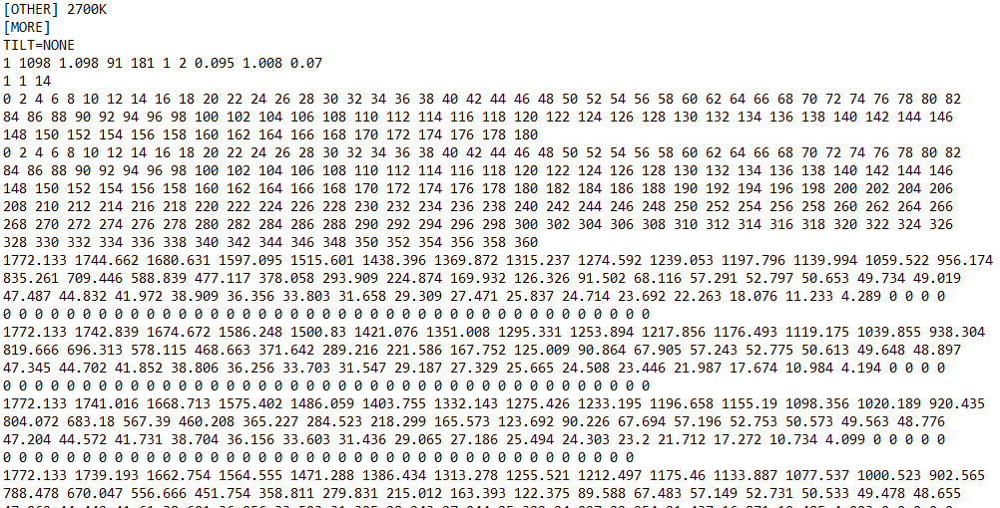 [OTHER] 2700K
[MORE]
TILT=NONE
1 1098 1.098 91 181 1 2 0.095 1.008 0.07
1 1 14
0 2 4 6 8 10 12 14 16 18 20 22 24 26 28 30 32 34 36 38 40 42 44 46 48 50 52 54 56 58 60 62 64 66 68 70 72 74 76 78 80 82
84 86 88 90 92 94 96 98 100 102 104 106 108 110 112 114 116 118 120 122 124 126 128 130 132 134 136 138 140 142 144 146
148 150 152 154 156 158 160 162 164 166 168 170 172 174 176 178 180
0 2 4 6 8 10 12 14 16 18 20 22 24 26 28 30 32 34 36 38 40 42 44 46 48 50 52 54 56 58 60 62 64 66 68 70 72 74 76 78 80 82
84 86 88 90 92 94 96 98 100 102 104 106 108 110 112 114 116 118 120 122 124 126 128 130 132 134 136 138 140 142 144 146
148 150 152 154 156 158 160 162 164 166 168 170 172 174 176 178 180 182 184 186 188 190 192 194 196 198 200 202 204 206
208 210 212 214 216 218 220 222 224 226 228 230 232 234 236 238 240 242 244 246 248 250 252 254 256 258 260 262 264 266
268 270 272 274 276 278 280 282 284 286 288 290 292 294 296 298 300 302 304 306 308 310 312 314 316 318 320 322 324 326
328 330 332 334 336 338 340 342 344 346 348 350 352 354 356 358 360
1772.133 1744.662 1680.631 1597.095 1515.601 1438.396 1369.872 1315.237 1274.592 1239.053 1197.796 1139.994 1059.522 956.174
835.261 709.446 588.839 477.117 378.058 293.909 224.874 169.932 126.326 91.502 68.116 57.291 52.797 50.653 49.734 49.019
47.487 44.832 41.972 38.909 36.356 33.803 31.658 29.309 27.471 25.837 24.714 23.692 22.263 18.076 11.233 4.289 0 0 0 0
0 0 0 0 0 0 0 0 0 0 0 0 0 0 0 0 0 0 0 0 0 0 0 0 0 0 0 0 0 0 0 0 0 0 0 0 0 0 0 0 0
1772.133 1742.839 1674.672 1586.248 1500.83 1421.076 1351.008 1295.331 1253.894 1217.856 1176.493 1119.175 1039.855 938.304
819.666 696.313 578.115 468.663 371.642 289.216 221.586 167.752 125.009 90.864 67.905 57.243 52.775 50.613 49.648 48.897
47.345 44.702 41.852 38.806 36.256 33.703 31.547 29.187 27.329 25.665 24.508 23.446 21.987 17.674 10.984 4.194 0 0 0 0
0 0 0 0 0 0 0 0 0 0 0 0 0 0 0 0 0 0 0 0 0 0 0 0 0 0 0 0 0 0 0 0 0 0 0 0 0 0 0 0 0
1772.133 1741.016 1668.713 1575.402 1486.059 1403.755 1332.143 1275.426 1233.195 1196.658 1155.19 1098.356 1020.189 920.435
804.072 683.18 567.39 460.208 365.227 284.523 218.299 165.573 123.692 90.226 67.694 57.196 52.753 50.573 49.563 48.776
47.204 44.572 41.731 38.704 36.156 33.603 31.436 29.065 27.186 25.494 24.303 23.2 21.712 17.272 10.734 4.099 0 0 0 0 0
0 0 0 0 0 0 0 0 0 0 0 0 0 0 0 0 0 0 0 0 0 0 0 0 0 0 0 0 0 0 0 0 0 0 0 0 0 0 0 0
1772.133 1739.193 1662.754 1564.555 1471.288 1386.434 1313.278 1255.521 1212.497 1175.46 1133.887 1077.537 1000.523 902.565
788.478 670.047 556.666 451.754 358.811 279.831 215.012 163.393 122.375 89.588 67.483 57.149 52.731 50.533 49.478 48.655